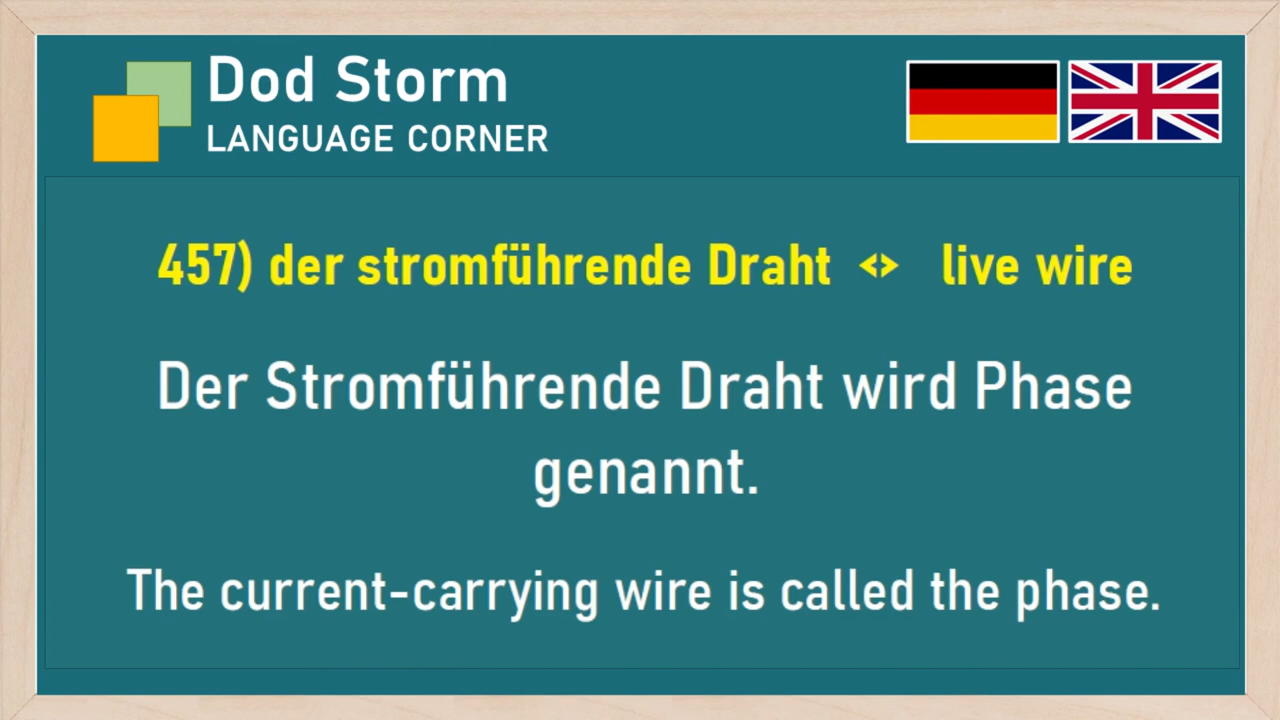 Dod Storm
LANGUAGE CORNER
457) der stromführende Draht <> live wire
Der Stromführende Draht wird Phase
genannt.
The current-carrying wire is called the phase.